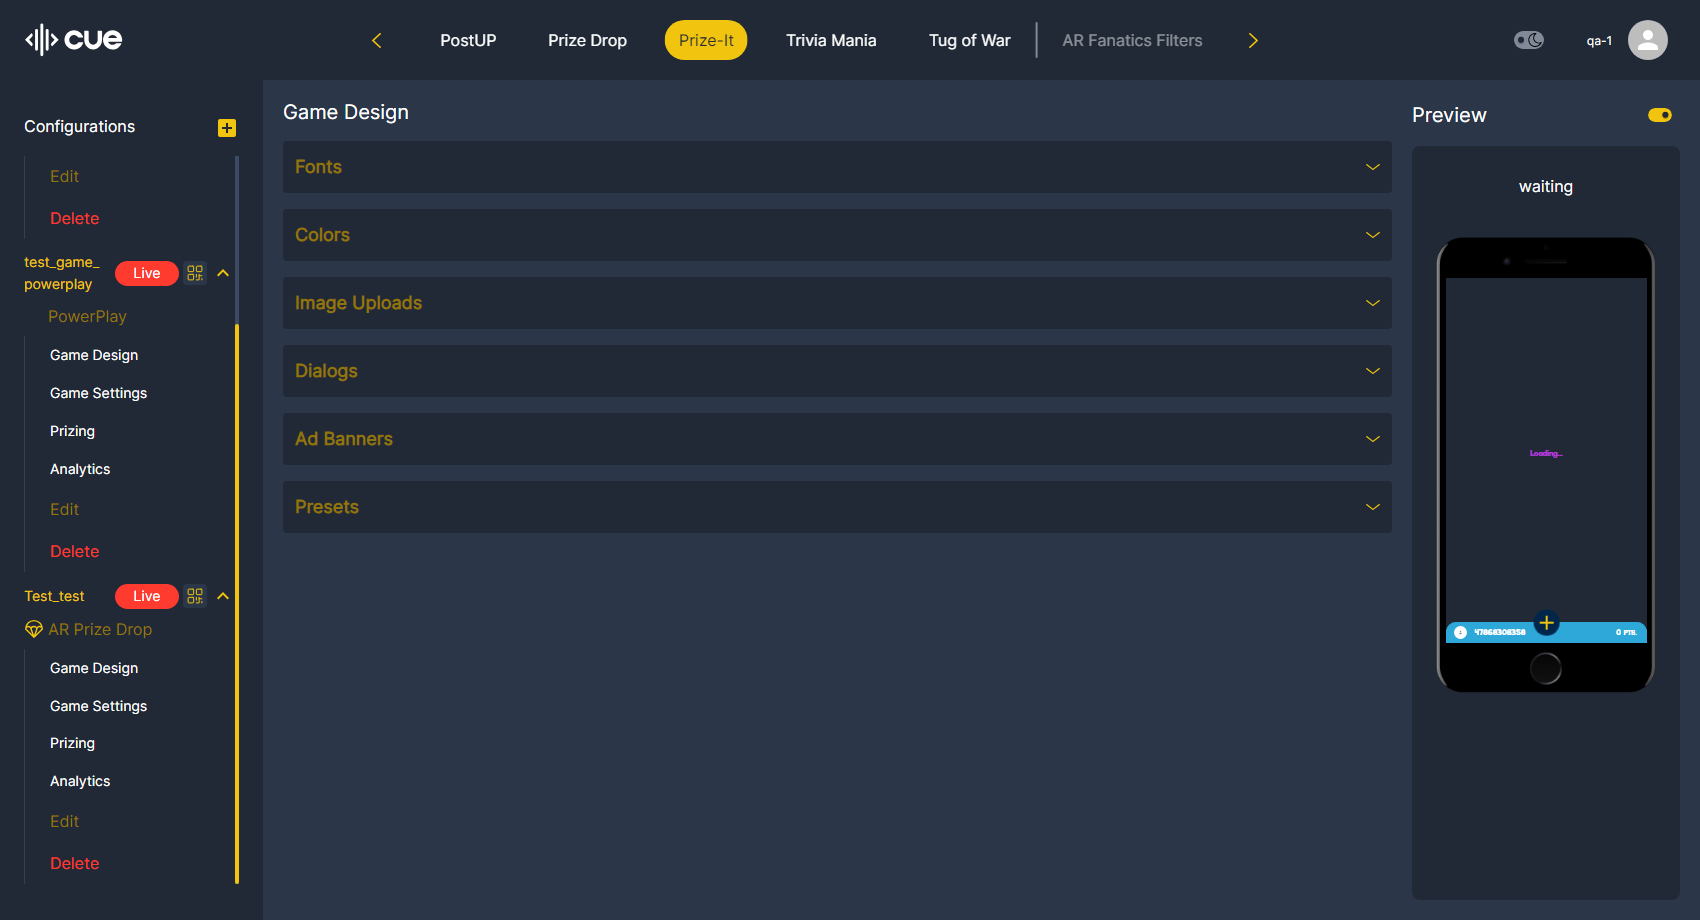 cue
PostUP
Prize Drop
Prize-It
Trivia Mania
Tug of War
AR Fanatics Filters
qa-1
Configurations
Edit
Delete
test_game_
powerplay
Live
PowerPlay
Game Design
Game Settings
Prizing
Analytics
Edit
Delete
Test_test
Live
AR Prize Drop
Game Design
Game Settings
Prizing
Analytics
Edit
Delete
Game Design
Fonts
Colors
Image Uploads
Dialogs
Ad Banners
Presets
Preview
waiting
Loading...
0 PTS.